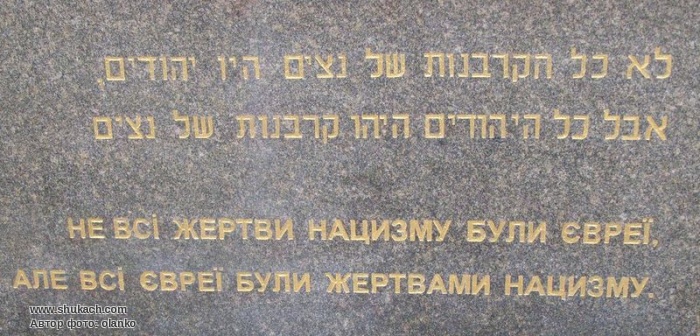 לא כל הקרבנות של נצים היו יהודים,
אבל כל היהודים היהו קרבנות של נצים
НЕ ВСІ ЖЕРТВИ НАЦИЗМУ БУЛИ ЄВРЕЇ,
АЛЕ ВСІ ЄВРЕЇ БУЛИ ЖЕРТВАМИ НАЦИЗМУ.
www.shukach.com
Автор фото: olanko